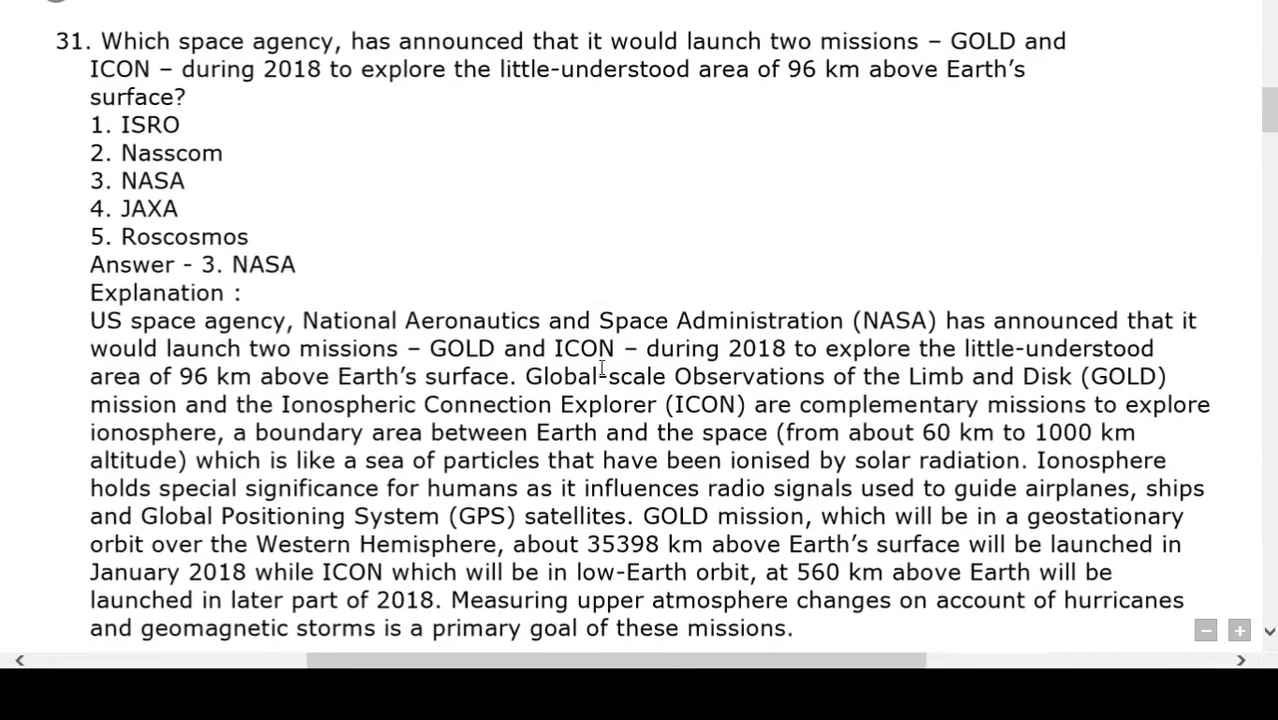 31. Which space agency, has announced that it would launch two missions – GOLD and
ICON – during 2018 to explore the little-understood area of 96 km above Earth's
surface?
1. ISRO
2. Nasscom
3. NASA
4. JAXA
5. Roscosmos
Answer - 3. NASA
Explanation :
US space agency, National Aeronautics and Space Administration (NASA) has announced that it
would launch two missions – GOLD and ICON – during 2018 to explore the little-understood
area of 96 km above Earth's surface. Global-scale Observations of the Limb and Disk (GOLD)
mission and the Ionospheric Connection Explorer (ICON) are complementary missions to explore
ionosphere, a boundary area between Earth and the space (from about 60 km to 1000 km
altitude) which is like a sea of particles that have been ionised by solar radiation. Ionosphere
holds special significance for humans as it influences radio signals used to guide airplanes, ships
and Global Positioning System (GPS) satellites. GOLD mission, which will be in a geostationary
orbit over the Western Hemisphere, about 35398 km above Earth's surface will be launched in
January 2018 while ICON which will be in low-Earth orbit, at 560 km above Earth will be
launched in later part of 2018. Measuring upper atmosphere changes on account of hurricanes
and geomagnetic storms is a primary goal of these missions.